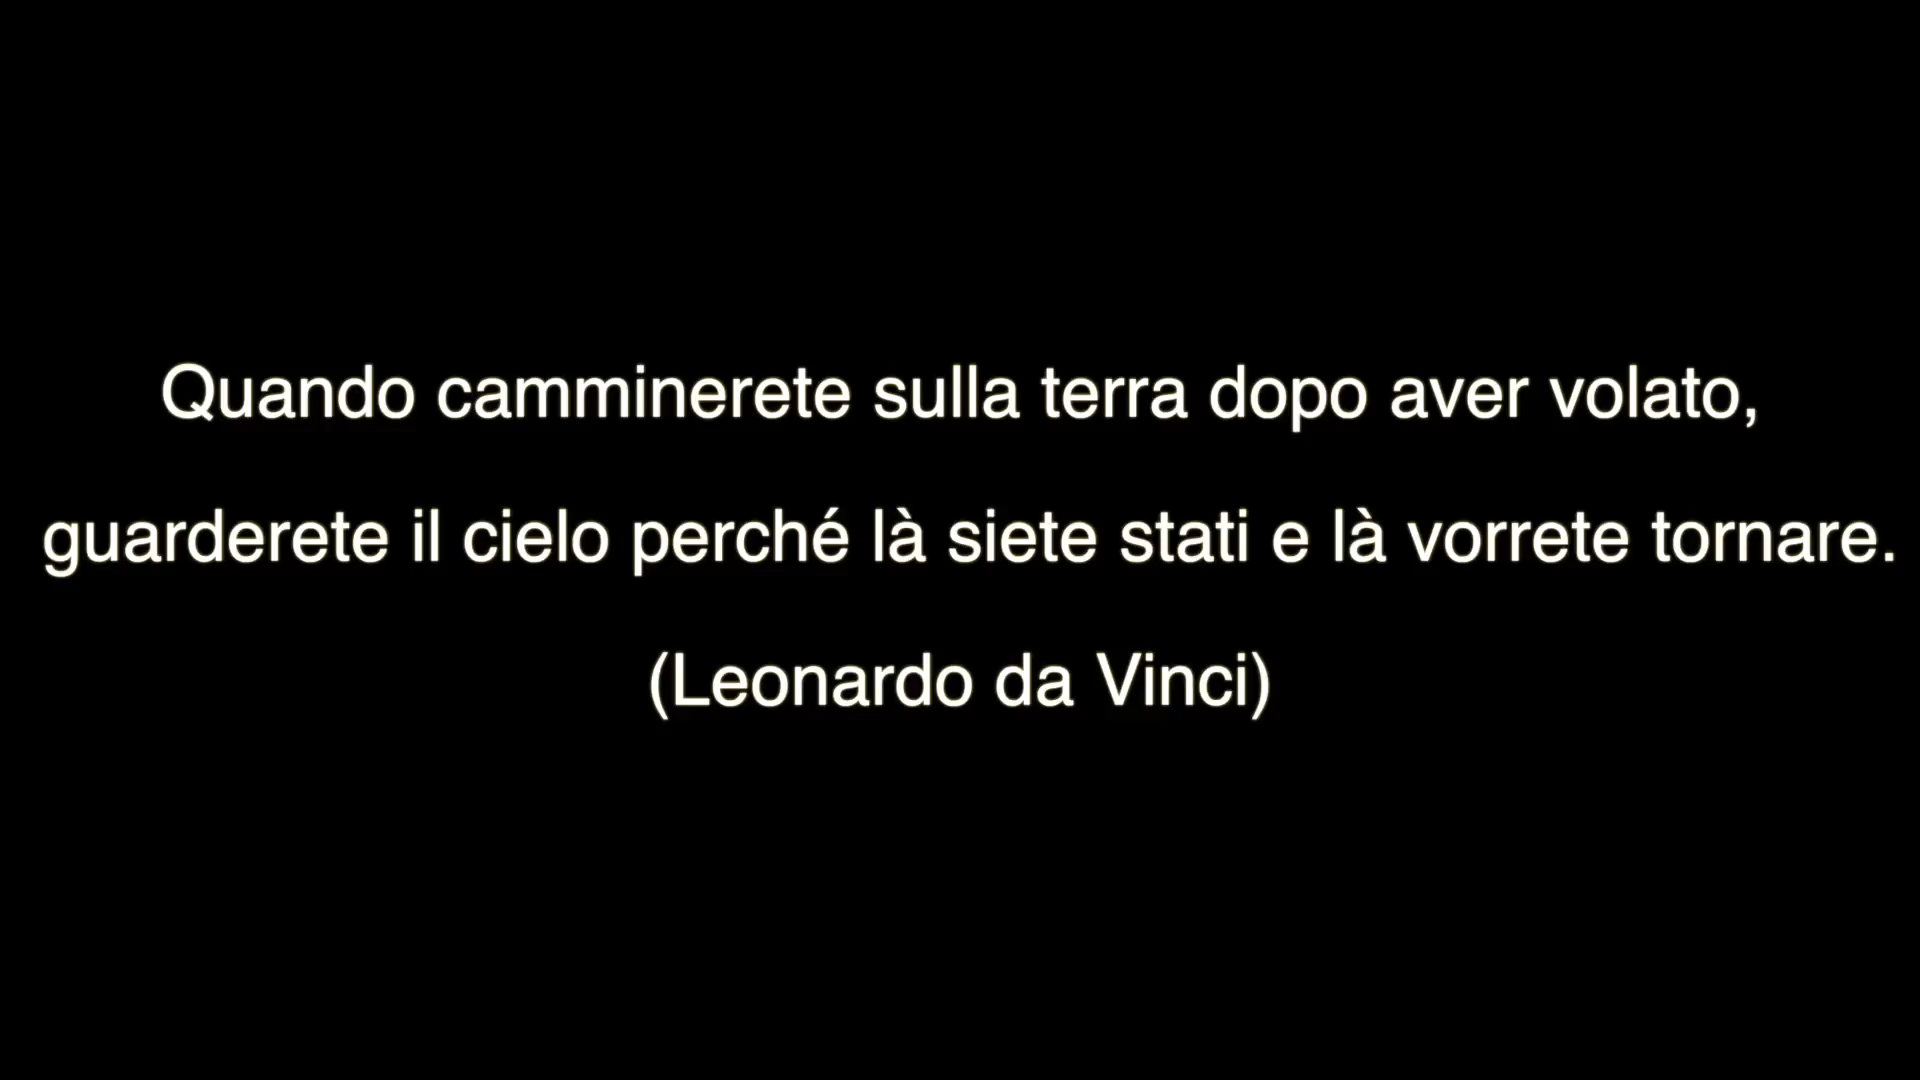 Quando camminerete sulla terra dopo aver volato,
guarderete il cielo perché là siete stati e là vorrete tornare.
(Leonardo da Vinci)